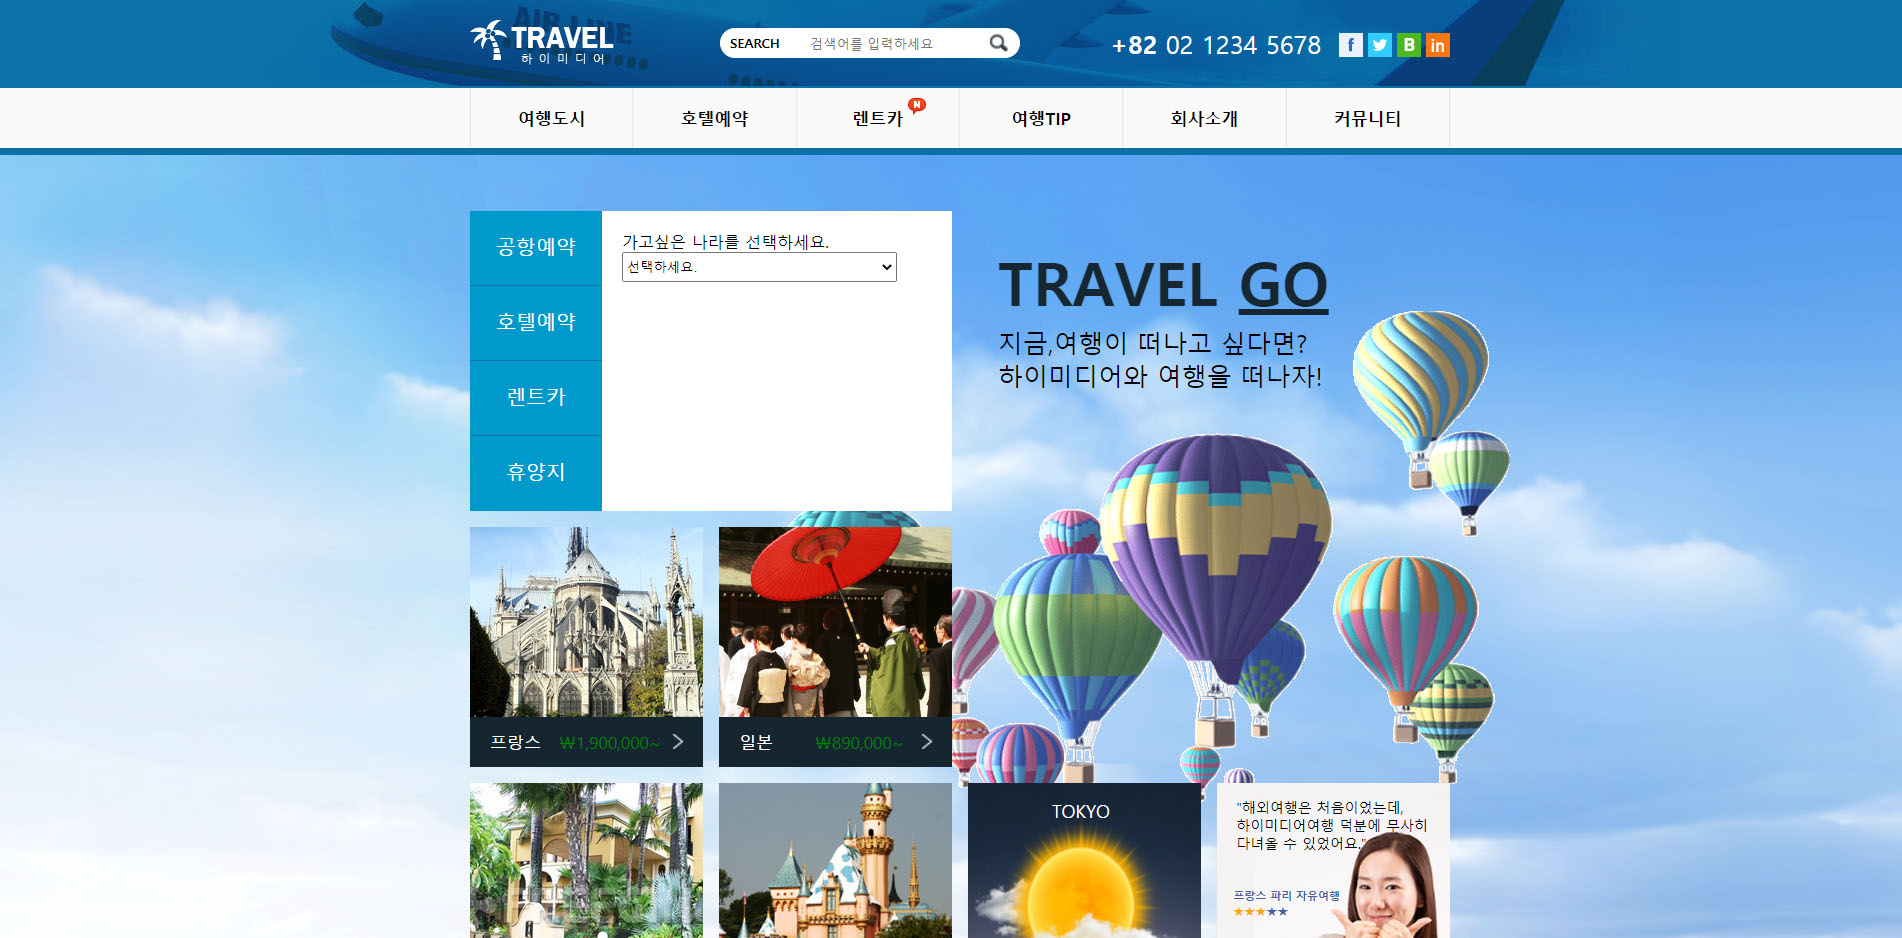 AIR LINE
TRAVEL
하이미디어
SEARCH 검색어를 입력하세요
+82 02 1234 5678
f B in
여행도시 호텔예약 렌트카 N 여행TIP 회사소개 커뮤니티
공항예약
호텔예약
렌트카
휴양지
가고싶은 나라를 선택하세요.
선택하세요.
TRAVEL GO
지금,여행이 떠나고 싶다면?
하이미디어와 여행을 떠나자!
프랑스 ₩1,900,000~
일본 ₩890,000~
TOKYO
"해외여행은 처음이었는데,
하이미디어여행 덕분에 무사히
다녀올 수 있었어요."
프랑스 파리 자유여행
★★★★★